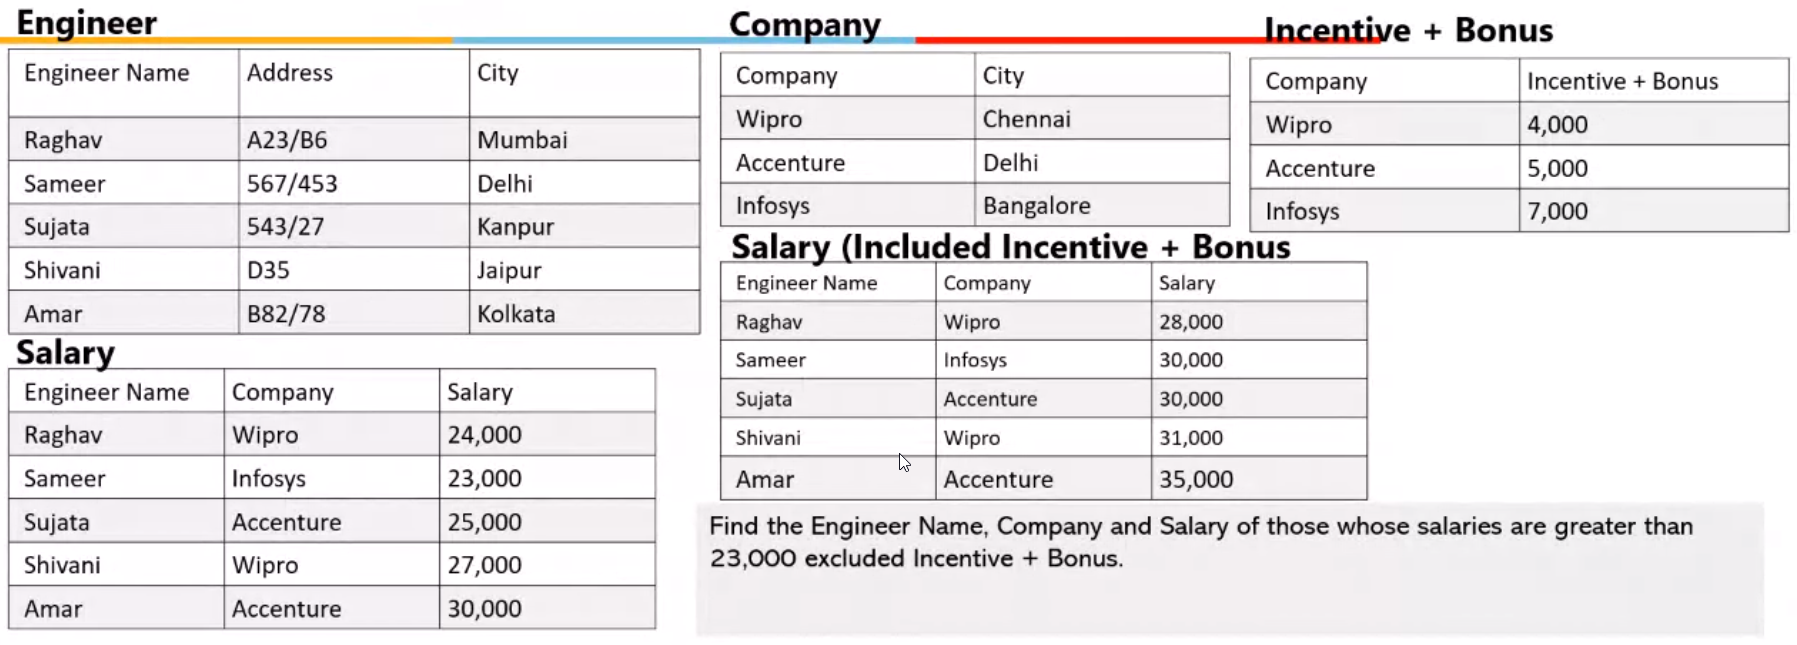 Engineer
Engineer Name Address City
Raghav A23/B6 Mumbai
Sameer 567/453 Delhi
Sujata 543/27 Kanpur
Shivani D35 Jaipur
Amar B82/78 Kolkata
Salary
Engineer Name Company Salary
Raghav Wipro 24,000
Sameer Infosys 23,000
Sujata Accenture 25,000
Shivani Wipro 27,000
Amar Accenture 30,000
Company
Company City
Wipro Chennai
Accenture Delhi
Infosys Bangalore
Incentive + Bonus
Company Incentive + Bonus
Wipro 4,000
Accenture 5,000
Infosys 7,000
Salary (Included Incentive + Bonus
Engineer Name Company Salary
Raghav Wipro 28,000
Sameer Infosys 30,000
Sujata Accenture 30,000
Shivani Wipro 31,000
Amar Accenture 35,000
Find the Engineer Name, Company and Salary of those whose salaries are greater than
23,000 excluded Incentive + Bonus.